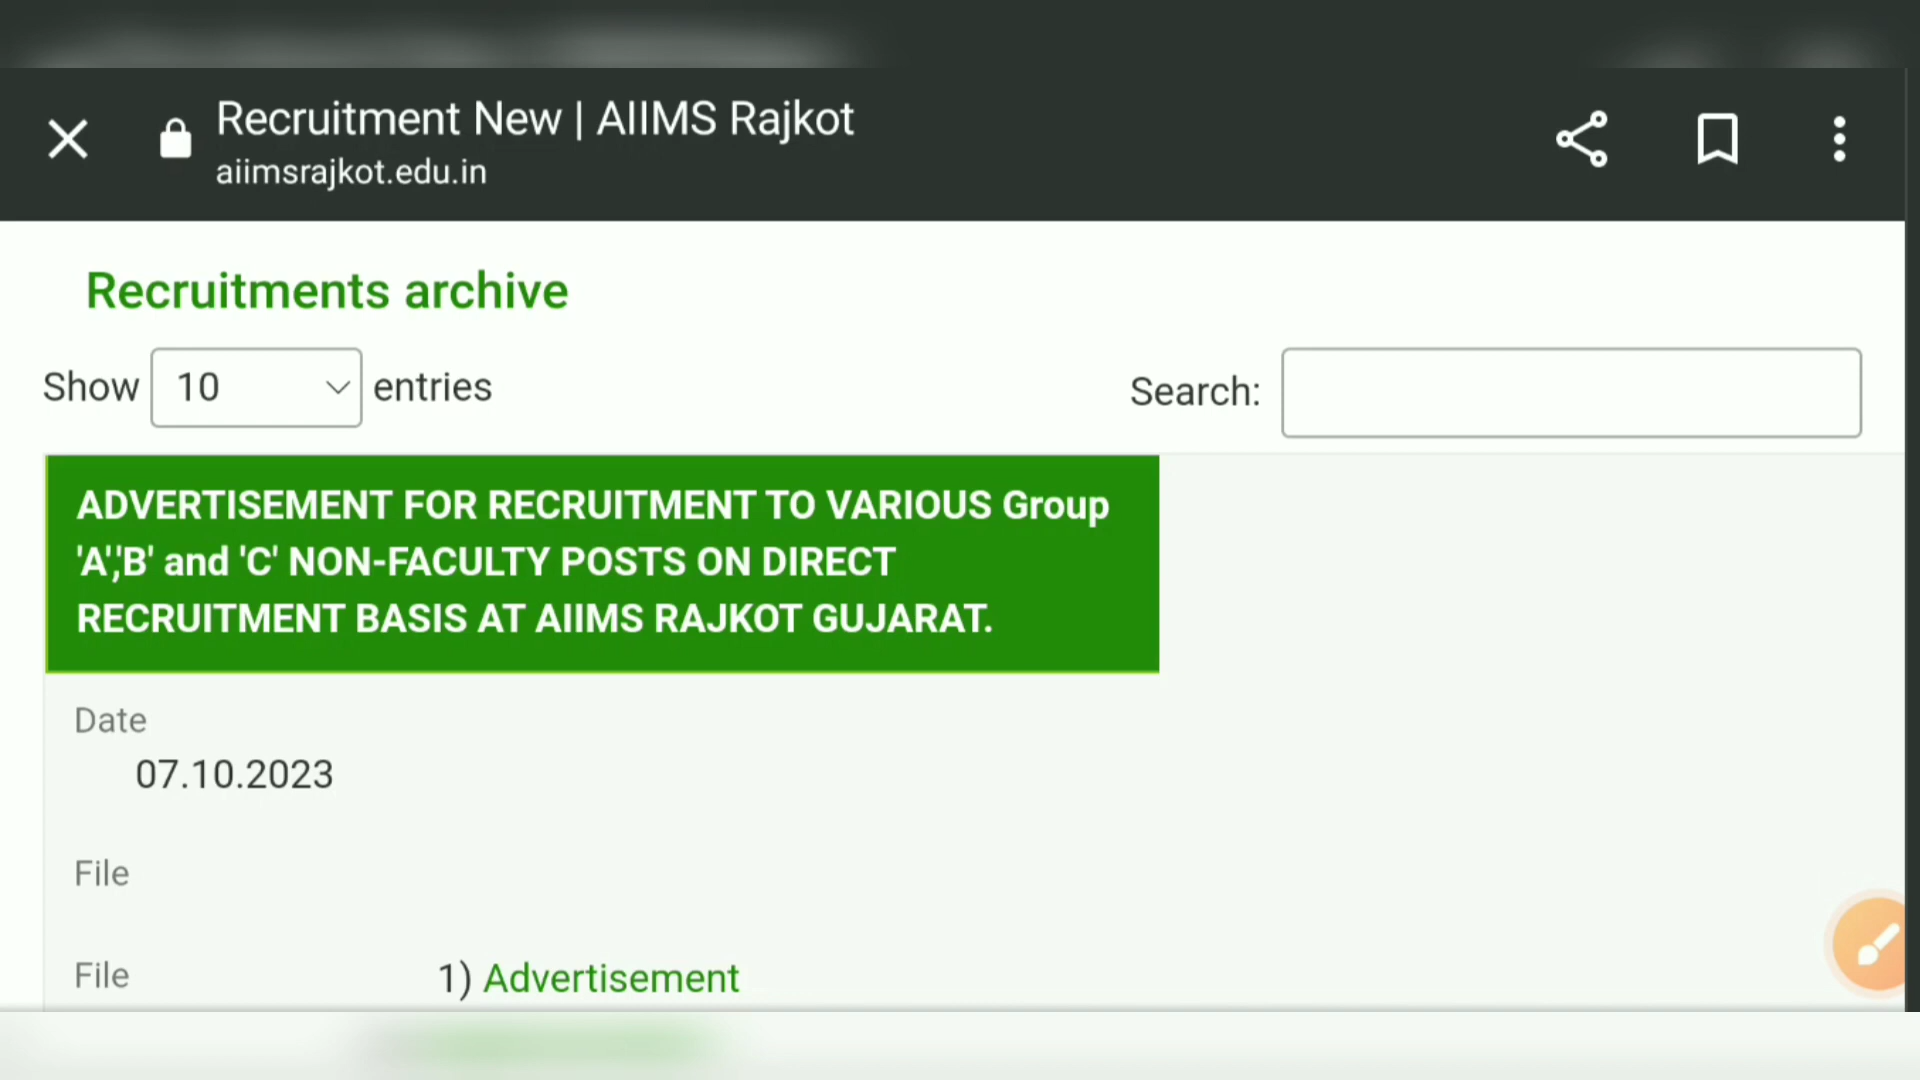 Recruitment New | AIIMS Rajkot
aiimsrajkot.edu.in
Recruitments archive
Show 10 entries Search:
ADVERTISEMENT FOR RECRUITMENT TO VARIOUS Group
'A','B' and 'C' NON-FACULTY POSTS ON DIRECT
RECRUITMENT BASIS AT AIIMS RAJKOT GUJARAT.
Date
07.10.2023
File
File 1) Advertisement